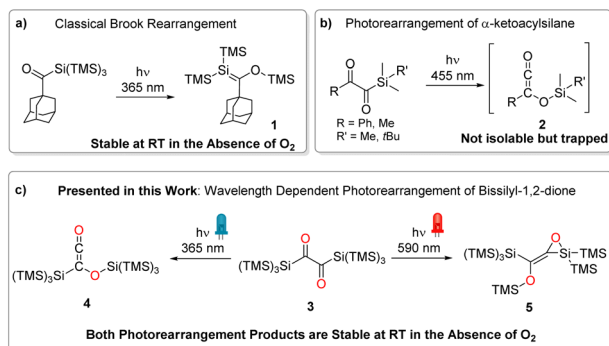 a) Classical Brook Rearrangement
O
Si(TMS)₃
hν
365 nm
TMS
TMS Si O TMS
1
Stable at RT in the Absence of O₂
b) Photorearrangement of α-ketoacylsilane
R O Si R'
O
R = Ph, Me
R' = Me, tBu
hν
455 nm
O
R O Si R'
2
Not isolable but trapped
c) Presented in this Work: Wavelength Dependent Photorearrangement of Bissilyl-1,2-dione
O
(TMS)₃Si O Si(TMS)₃
4
hν
365 nm
O
(TMS)₃Si Si(TMS)₃
O
3
hν
590 nm
O
(TMS)₃Si Si TMS
O TMS
TMS
5
Both Photorearrangement Products are Stable at RT in the Absence of O₂